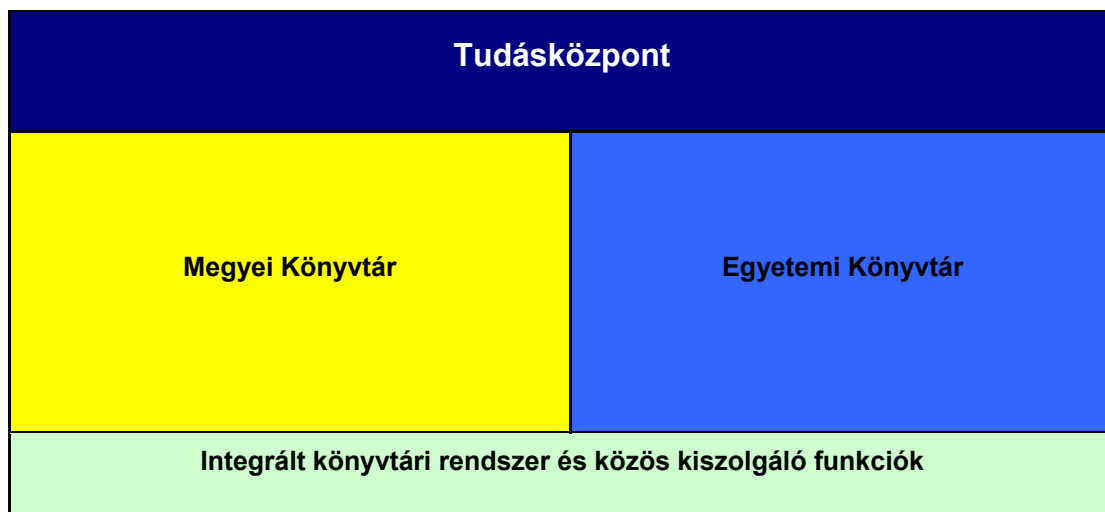 Tudásközpont
Megyei Könyvtár
Egyetemi Könyvtár
Integrált könyvtári rendszer és közös kiszolgáló funkciók